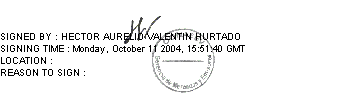 SIGNED BY : HECTOR AURELIO VALENTIN HURTADO
SIGNING TIME : Monday, October 11 2004, 15:51:40 GMT
LOCATION :
REASON TO SIGN :